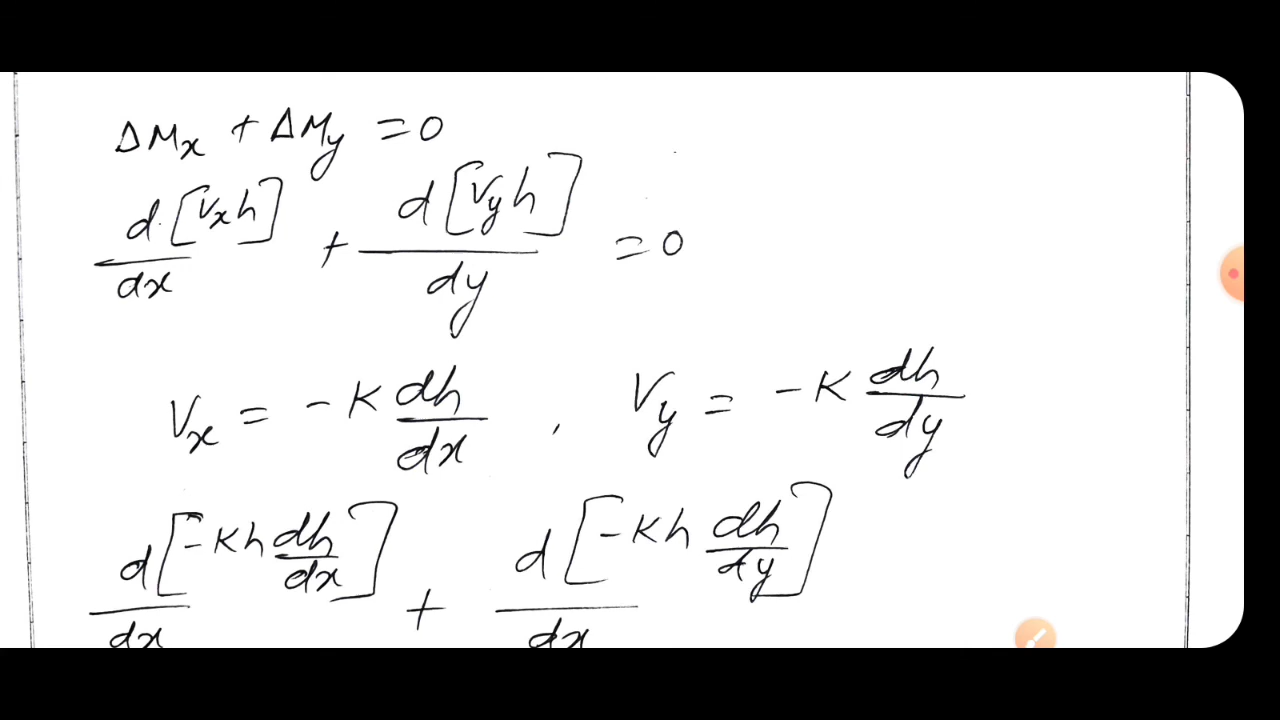 ΔMx + ΔMy = 0
d[Vxh]/dx + d[Vyh]/dy = 0
Vx = -K dh/dx , Vy = -K dh/dy
d[-Kh dh/dx]/dx + d[-Kh dh/dy]/dx